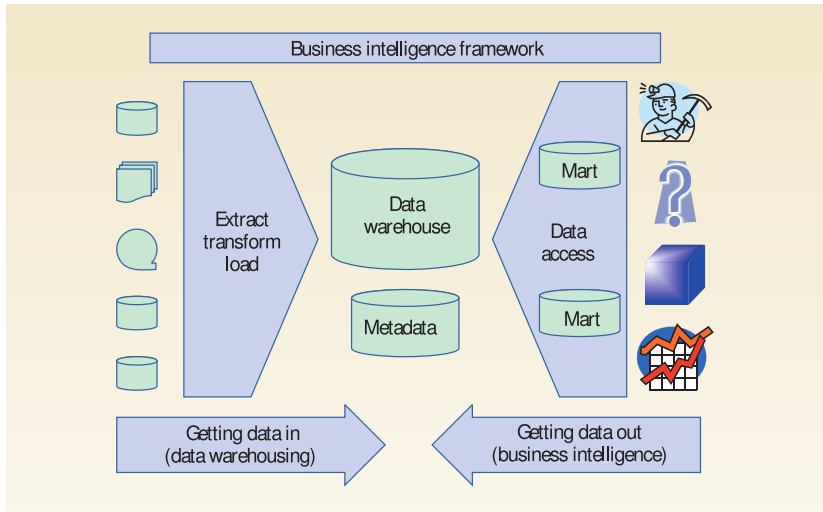 Business intelligence framework
Extract
transform
load
Data
warehouse
Metadata
Mart
Data
access
Mart
Getting data in
(data warehousing)
Getting data out
(business intelligence)